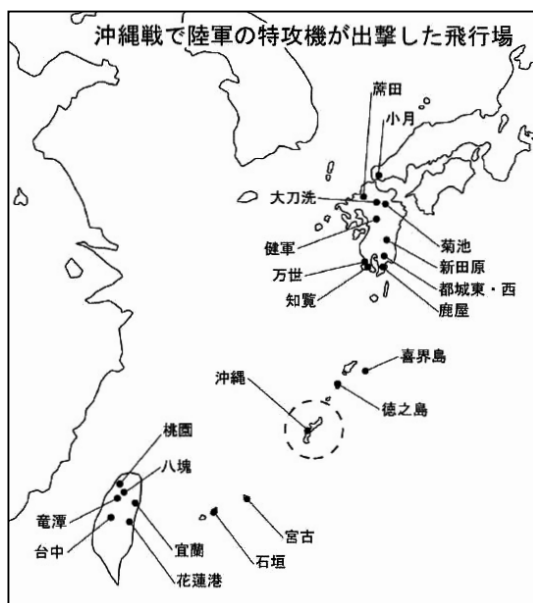 沖縄戦で陸軍の特攻機が出撃した飛行場
蓆田
小月
大刀洗
健軍
菊池
新田原
万世
都城東・西
知覧
鹿屋
喜界島
沖縄
徳之島
桃園
八塊
竜潭
宜蘭
台中
花蓮港
石垣
宮古